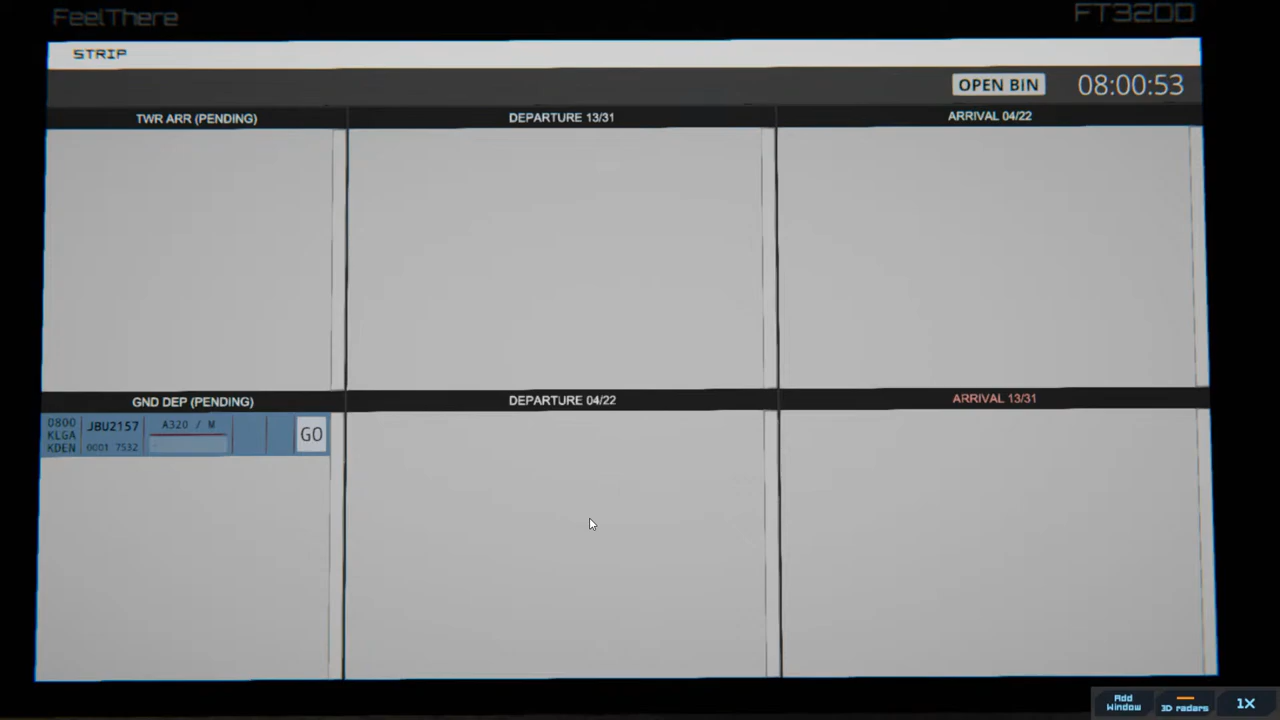 FeelThere
FT32DD
STRIP
OPEN BIN
08:00:53
TWR ARR (PENDING)
DEPARTURE 13/31
ARRIVAL 04/22
GND DEP (PENDING)
DEPARTURE 04/22
ARRIVAL 13/31
0800
KLGA
KDEN
JBU2157
0001 7532
A320 / M
GO
Add
Window
3D radars
1X